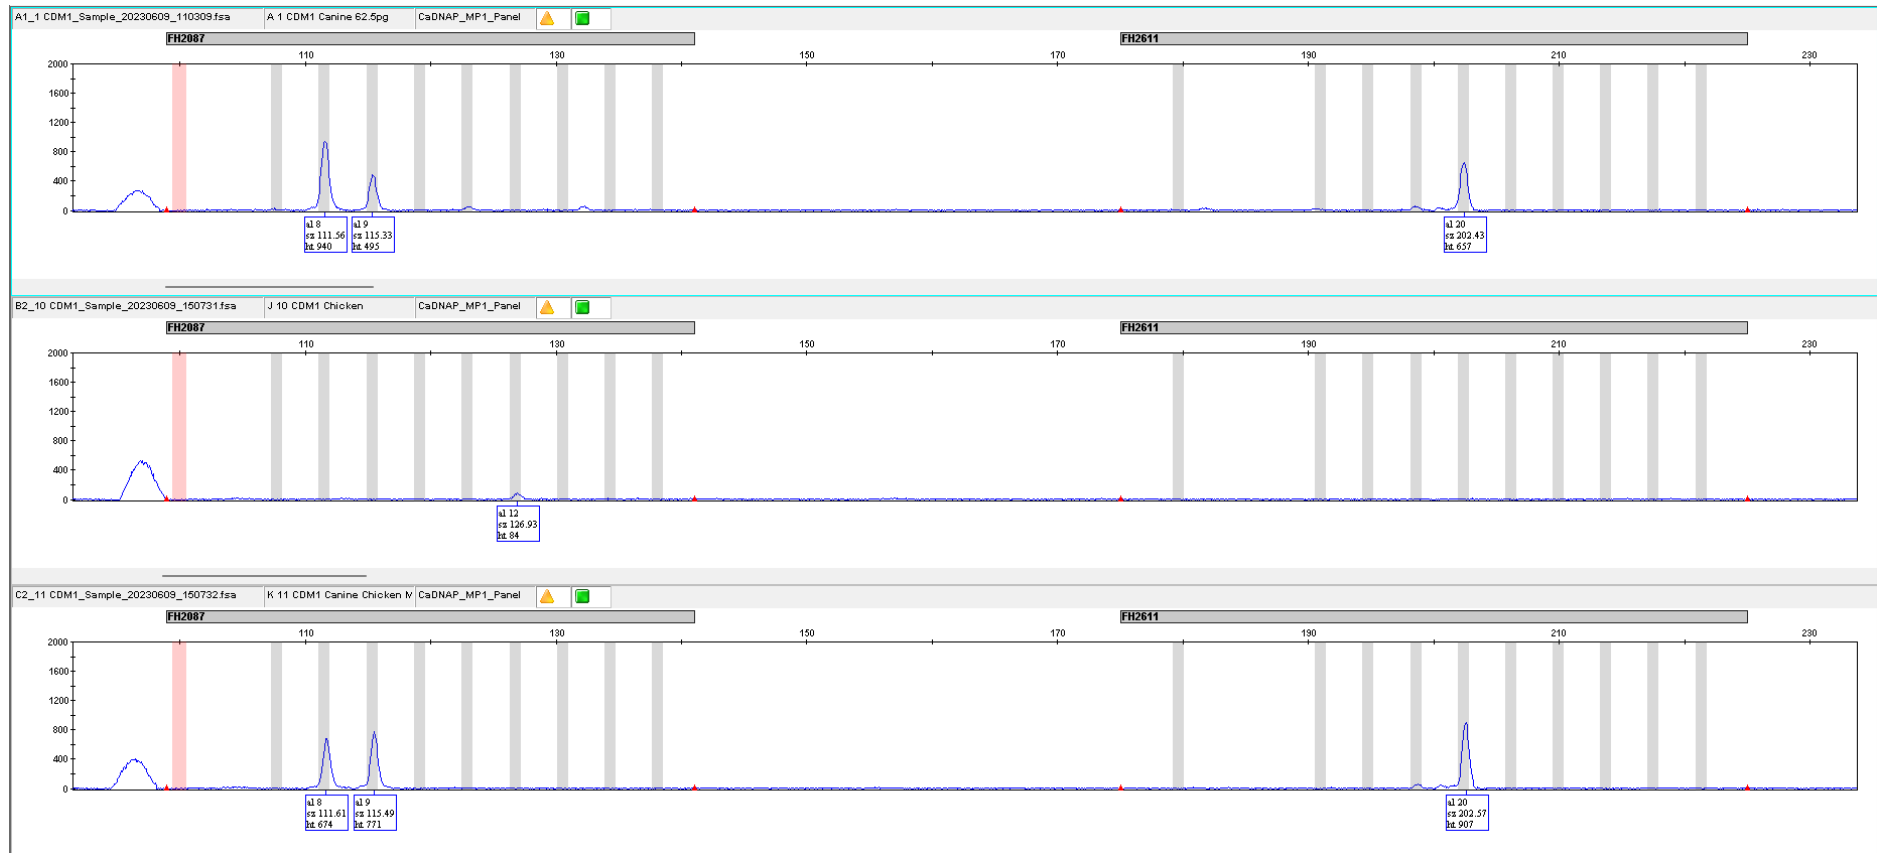 A1_1 CDM1_Sample_20230609_110309.fsa A 1 CDM1 Canine 62.5pg CaDNAP_MP1_Panel
FH2087 FH2611
110 130 150 170 190 210 230
2000
1600
1200
800
400
0
al 8 al 9 al 20
sz 111.56 sz 115.33 sz 202.43
ht 940 ht 495 ht 657
B2_10 CDM1_Sample_20230609_150731.fsa J 10 CDM1 Chicken CaDNAP_MP1_Panel
FH2087 FH2611
110 130 150 170 190 210 230
2000
1600
1200
800
400
0
al 12
sz 126.93
ht 84
C2_11 CDM1_Sample_20230609_150732.fsa K 11 CDM1 Canine Chicken M CaDNAP_MP1_Panel
FH2087 FH2611
110 130 150 170 190 210 230
2000
1600
1200
800
400
0
al 8 al 9 al 20
sz 111.61 sz 115.49 sz 202.57
ht 674 ht 771 ht 907